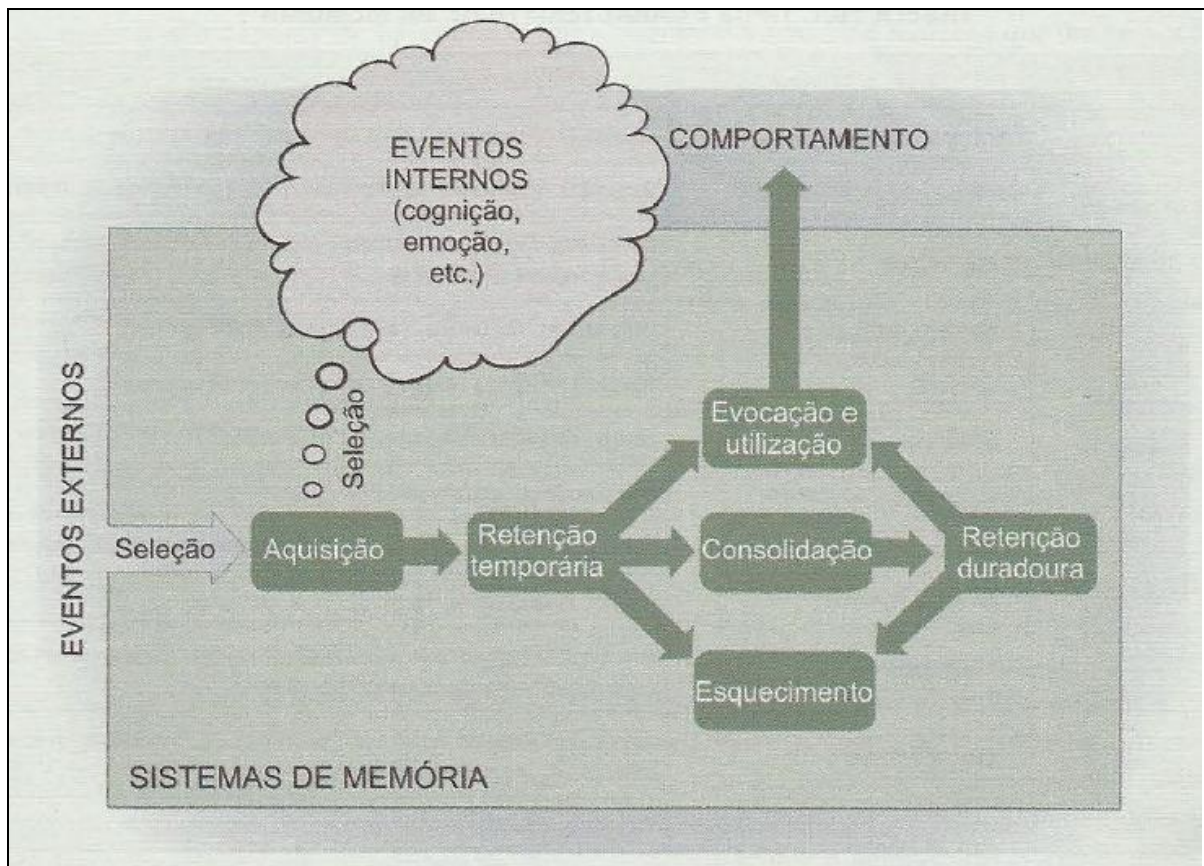 EVENTOS
INTERNOS
(cognição,
emoção,
etc.)
COMPORTAMENTO
EVENTOS EXTERNOS
Seleção
Seleção
Aquisição
Retenção
temporária
Evocação e
utilização
Consolidação
Retenção
duradoura
Esquecimento
SISTEMAS DE MEMÓRIA